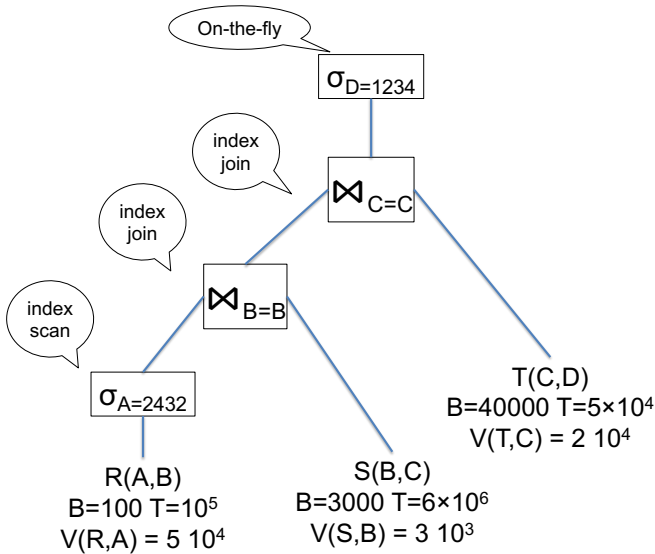 On-the-fly
σD=1234
index
join
⋈ C=C
index
join
⋈ B=B
index
scan
σA=2432
T(C,D)
B=40000 T=5×10⁴
V(T,C) = 2 10⁴
R(A,B)
B=100 T=10⁵
V(R,A) = 5 10⁴
S(B,C)
B=3000 T=6×10⁶
V(S,B) = 3 10³